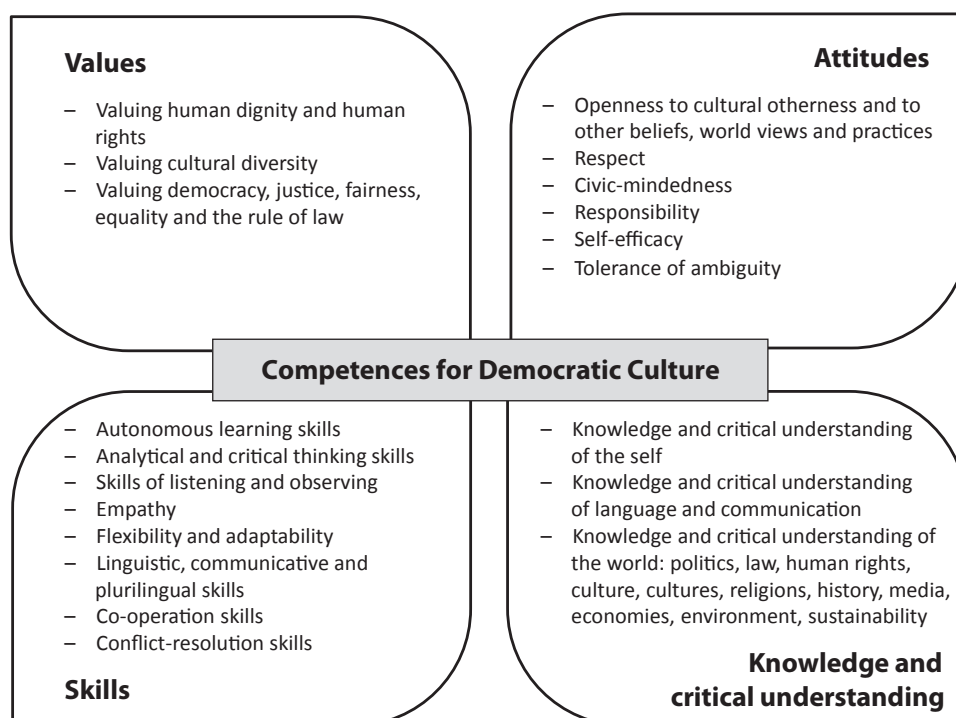 Values
– Valuing human dignity and human
rights
– Valuing cultural diversity
– Valuing democracy, justice, fairness,
equality and the rule of law
Attitudes
– Openness to cultural otherness and to
other beliefs, world views and practices
– Respect
– Civic-mindedness
– Responsibility
– Self-efficacy
– Tolerance of ambiguity
Competences for Democratic Culture
– Autonomous learning skills
– Analytical and critical thinking skills
– Skills of listening and observing
– Empathy
– Flexibility and adaptability
– Linguistic, communicative and
plurilingual skills
– Co-operation skills
– Conflict-resolution skills
Skills
– Knowledge and critical understanding
of the self
– Knowledge and critical understanding
of language and communication
– Knowledge and critical understanding of
the world: politics, law, human rights,
culture, cultures, religions, history, media,
economies, environment, sustainability
Knowledge and
critical understanding